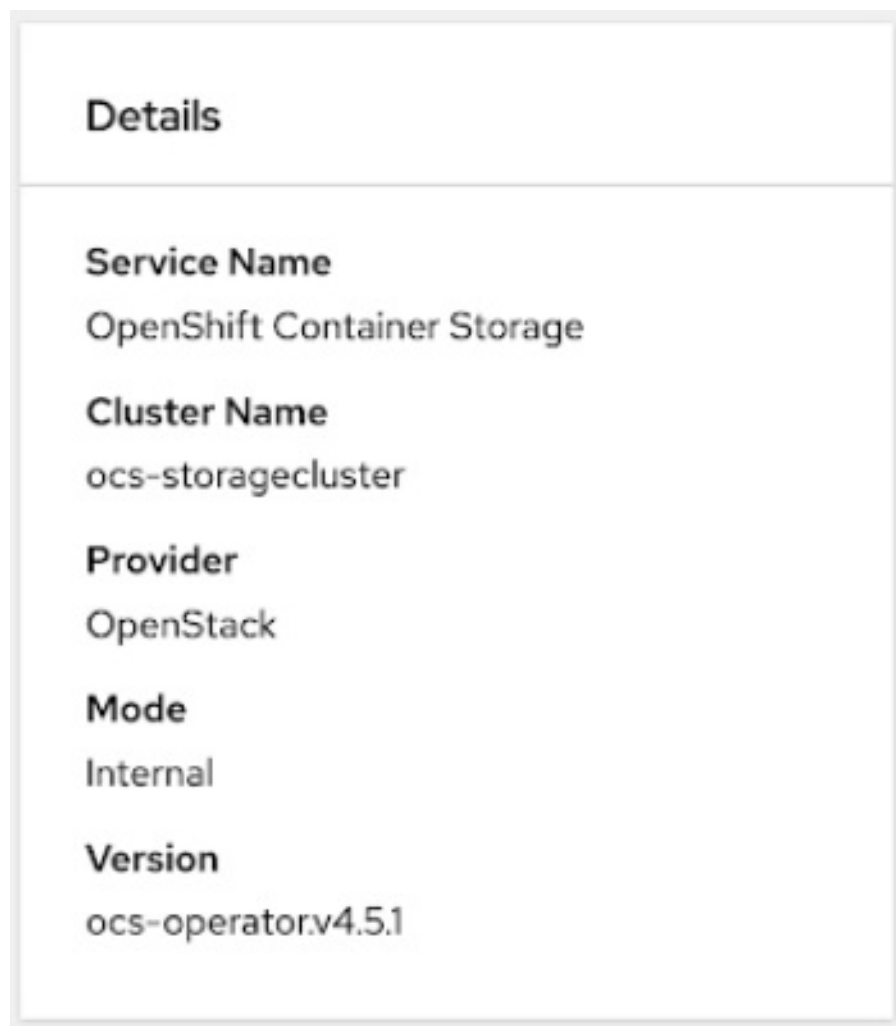 Details
Service Name
OpenShift Container Storage
Cluster Name
ocs-storagecluster
Provider
OpenStack
Mode
Internal
Version
ocs-operator.v4.5.1